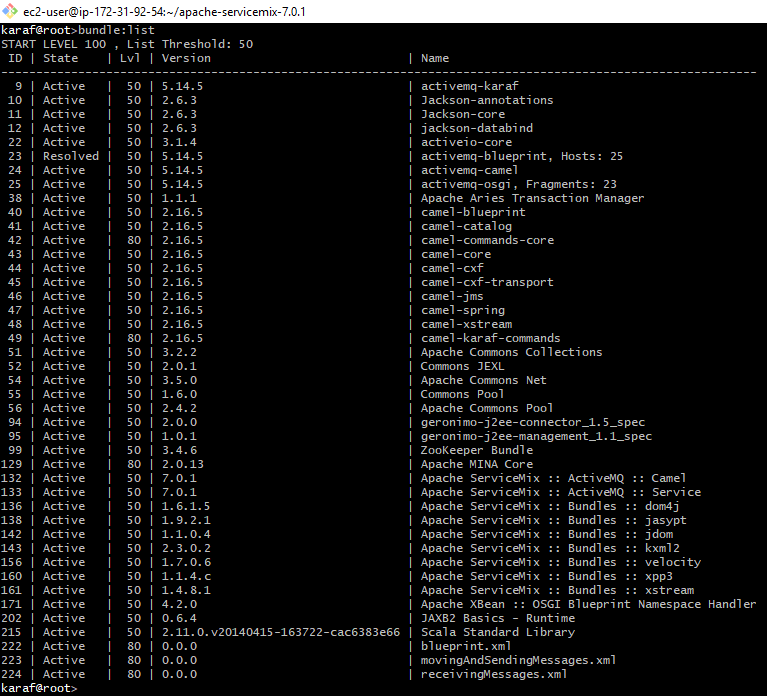 ec2-user@ip-172-31-92-54:~/apache-servicemix-7.0.1
karaf@root>bundle:list
START LEVEL 100 , List Threshold: 50
 ID | State    | Lvl | Version                            | Name
--------------------------------------------------------------------------------------------------------------
  9 | Active   |  50 | 5.14.5                             | activemq-karaf
 10 | Active   |  50 | 2.6.3                              | Jackson-annotations
 11 | Active   |  50 | 2.6.3                              | Jackson-core
 12 | Active   |  50 | 2.6.3                              | jackson-databind
 22 | Active   |  50 | 3.1.4                              | activeio-core
 23 | Resolved |  50 | 5.14.5                             | activemq-blueprint, Hosts: 25
 24 | Active   |  50 | 5.14.5                             | activemq-camel
 25 | Active   |  50 | 5.14.5                             | activemq-osgi, Fragments: 23
 38 | Active   |  50 | 1.1.1                              | Apache Aries Transaction Manager
 40 | Active   |  50 | 2.16.5                             | camel-blueprint
 41 | Active   |  50 | 2.16.5                             | camel-catalog
 42 | Active   |  80 | 2.16.5                             | camel-commands-core
 43 | Active   |  50 | 2.16.5                             | camel-core
 44 | Active   |  50 | 2.16.5                             | camel-cxf
 45 | Active   |  50 | 2.16.5                             | camel-cxf-transport
 46 | Active   |  50 | 2.16.5                             | camel-jms
 47 | Active   |  50 | 2.16.5                             | camel-spring
 48 | Active   |  50 | 2.16.5                             | camel-xstream
 49 | Active   |  80 | 2.16.5                             | camel-karaf-commands
 51 | Active   |  50 | 3.2.2                              | Apache Commons Collections
 52 | Active   |  50 | 2.0.1                              | Commons JEXL
 54 | Active   |  50 | 3.5.0                              | Apache Commons Net
 55 | Active   |  50 | 1.6.0                              | Commons Pool
 56 | Active   |  50 | 2.4.2                              | Apache Commons Pool
 94 | Active   |  50 | 2.0.0                              | geronimo-j2ee-connector_1.5_spec
 95 | Active   |  50 | 1.0.1                              | geronimo-j2ee-management_1.1_spec
 99 | Active   |  50 | 3.4.6                              | ZooKeeper Bundle
129 | Active   |  80 | 2.0.13                             | Apache MINA Core
132 | Active   |  50 | 7.0.1                              | Apache ServiceMix :: ActiveMQ :: Camel
133 | Active   |  50 | 7.0.1                              | Apache ServiceMix :: ActiveMQ :: Service
136 | Active   |  50 | 1.6.1.5                            | Apache ServiceMix :: Bundles :: dom4j
138 | Active   |  50 | 1.9.2.1                            | Apache ServiceMix :: Bundles :: jasypt
142 | Active   |  50 | 1.1.0.4                            | Apache ServiceMix :: Bundles :: jdom
143 | Active   |  50 | 2.3.0.2                            | Apache ServiceMix :: Bundles :: kxml2
156 | Active   |  50 | 1.7.0.6                            | Apache ServiceMix :: Bundles :: velocity
160 | Active   |  50 | 1.1.4.c                            | Apache ServiceMix :: Bundles :: xpp3
161 | Active   |  50 | 1.4.8.1                            | Apache ServiceMix :: Bundles :: xstream
171 | Active   |  50 | 4.2.0                              | Apache XBean :: OSGI Blueprint Namespace Handler
202 | Active   |  50 | 0.6.4                              | JAXB2 Basics - Runtime
215 | Active   |  50 | 2.11.0.v20140415-163722-cac6383e66 | Scala Standard Library
222 | Active   |  80 | 0.0.0                              | blueprint.xml
223 | Active   |  80 | 0.0.0                              | movingAndSendingMessages.xml
224 | Active   |  80 | 0.0.0                              | receivingMessages.xml
karaf@root>